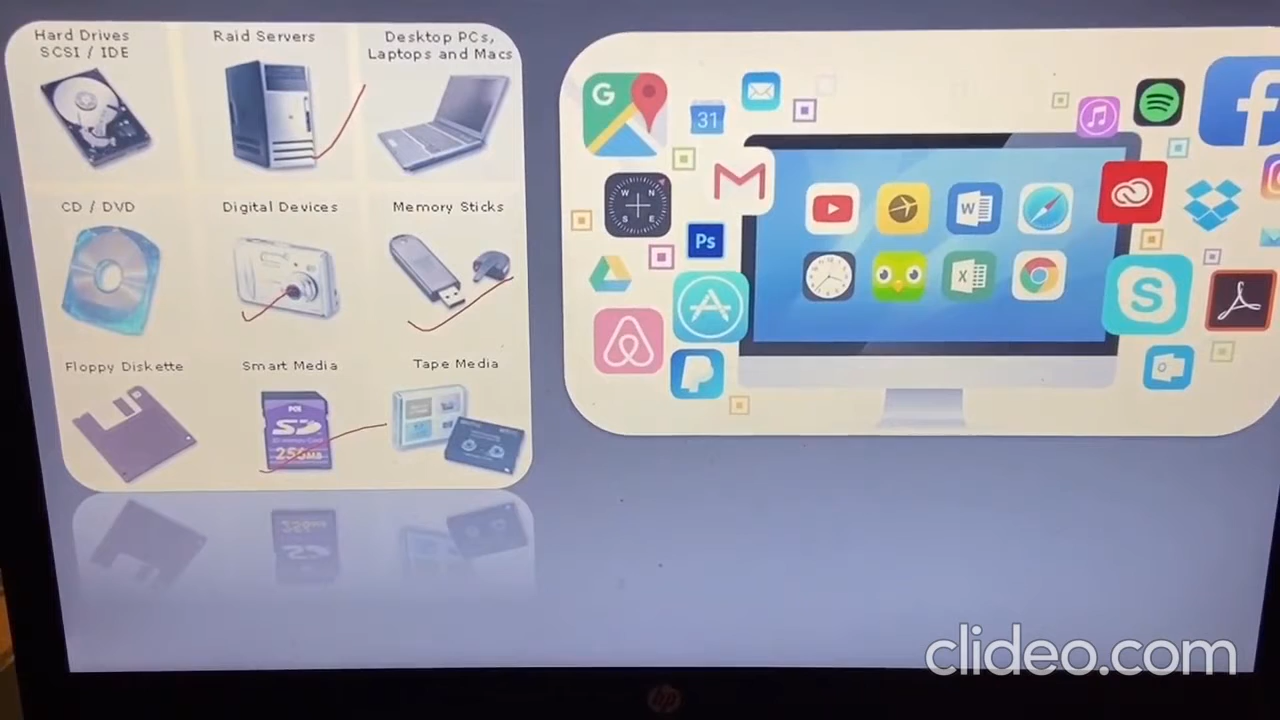 Hard Drives
SCSI / IDE
Raid Servers
Desktop PCs,
Laptops and Macs
CD / DVD
Digital Devices
Memory Sticks
Floppy Diskette
Smart Media
Tape Media
SD
256MB
G
31
N
W
S
E
Ps
W
X
S
f
hp
clideo.com